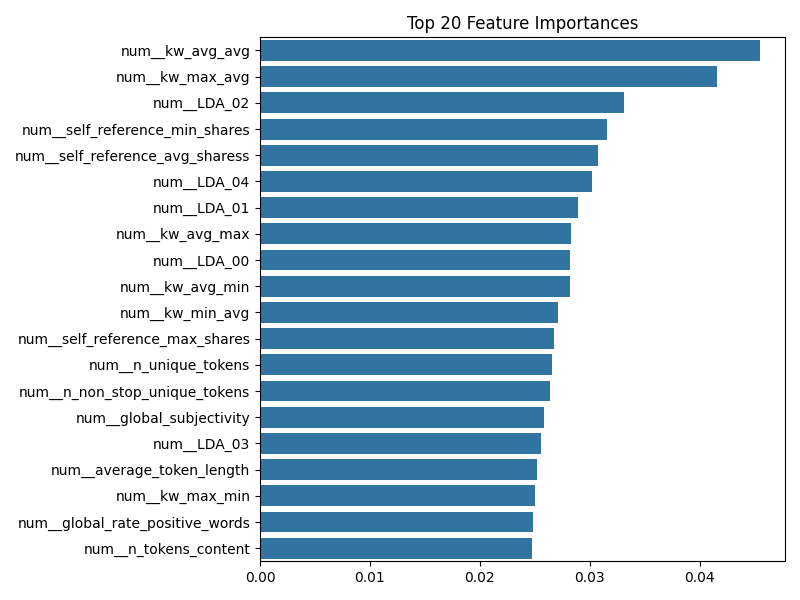 Top 20 Feature Importances
num__kw_avg_avg
num__kw_max_avg
num__LDA_02
num__self_reference_min_shares
num__self_reference_avg_sharess
num__LDA_04
num__LDA_01
num__kw_avg_max
num__LDA_00
num__kw_avg_min
num__kw_min_avg
num__self_reference_max_shares
num__n_unique_tokens
num__n_non_stop_unique_tokens
num__global_subjectivity
num__LDA_03
num__average_token_length
num__kw_max_min
num__global_rate_positive_words
num__n_tokens_content
0.00 0.01 0.02 0.03 0.04